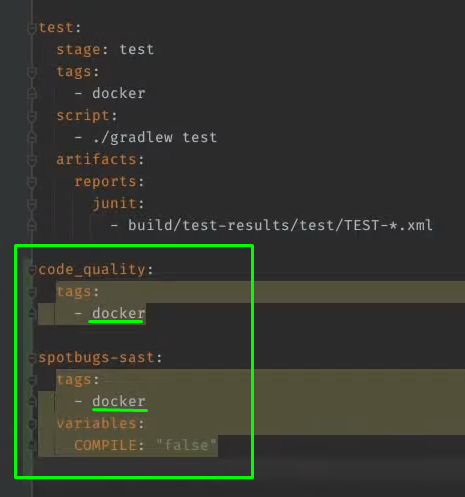 test:
stage: test
tags:
- docker
script:
- ./gradlew test
artifacts:
reports:
junit:
- build/test-results/test/TEST-*.xml
code_quality:
tags:
- docker
spotbugs-sast:
tags:
- docker
variables:
COMPILE: "false"